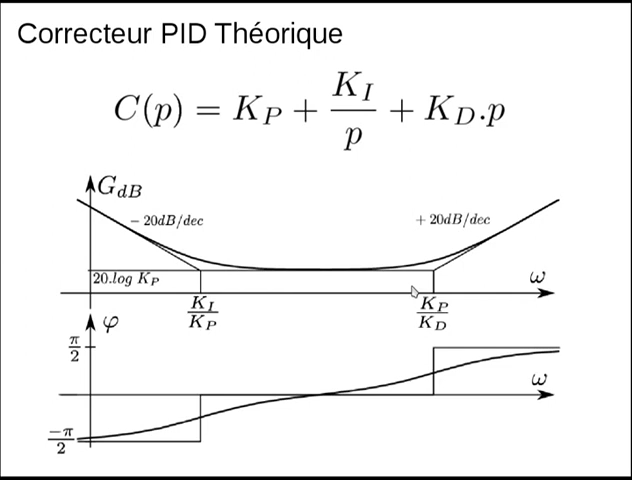 Correcteur PID Théorique
C(p) = K_P + K_I/p + K_D.p
G_dB
− 20dB/dec
+ 20dB/dec
20.log K_P
ω
K_I/K_P
K_P/K_D
φ
π/2
ω
−π/2